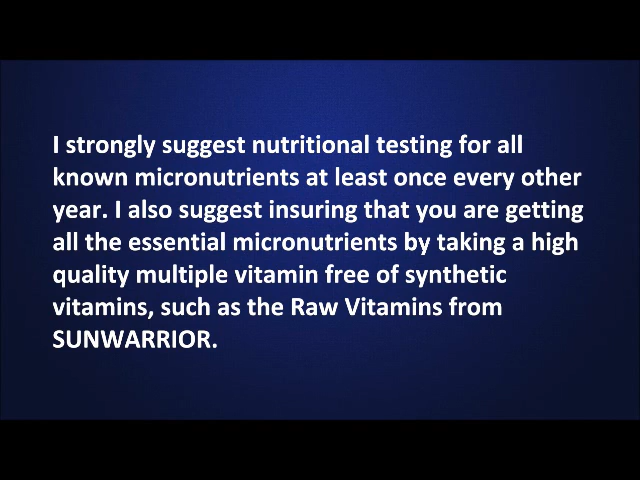 I strongly suggest nutritional testing for all
known micronutrients at least once every other
year. I also suggest insuring that you are getting
all the essential micronutrients by taking a high
quality multiple vitamin free of synthetic
vitamins, such as the Raw Vitamins from
SUNWARRIOR.